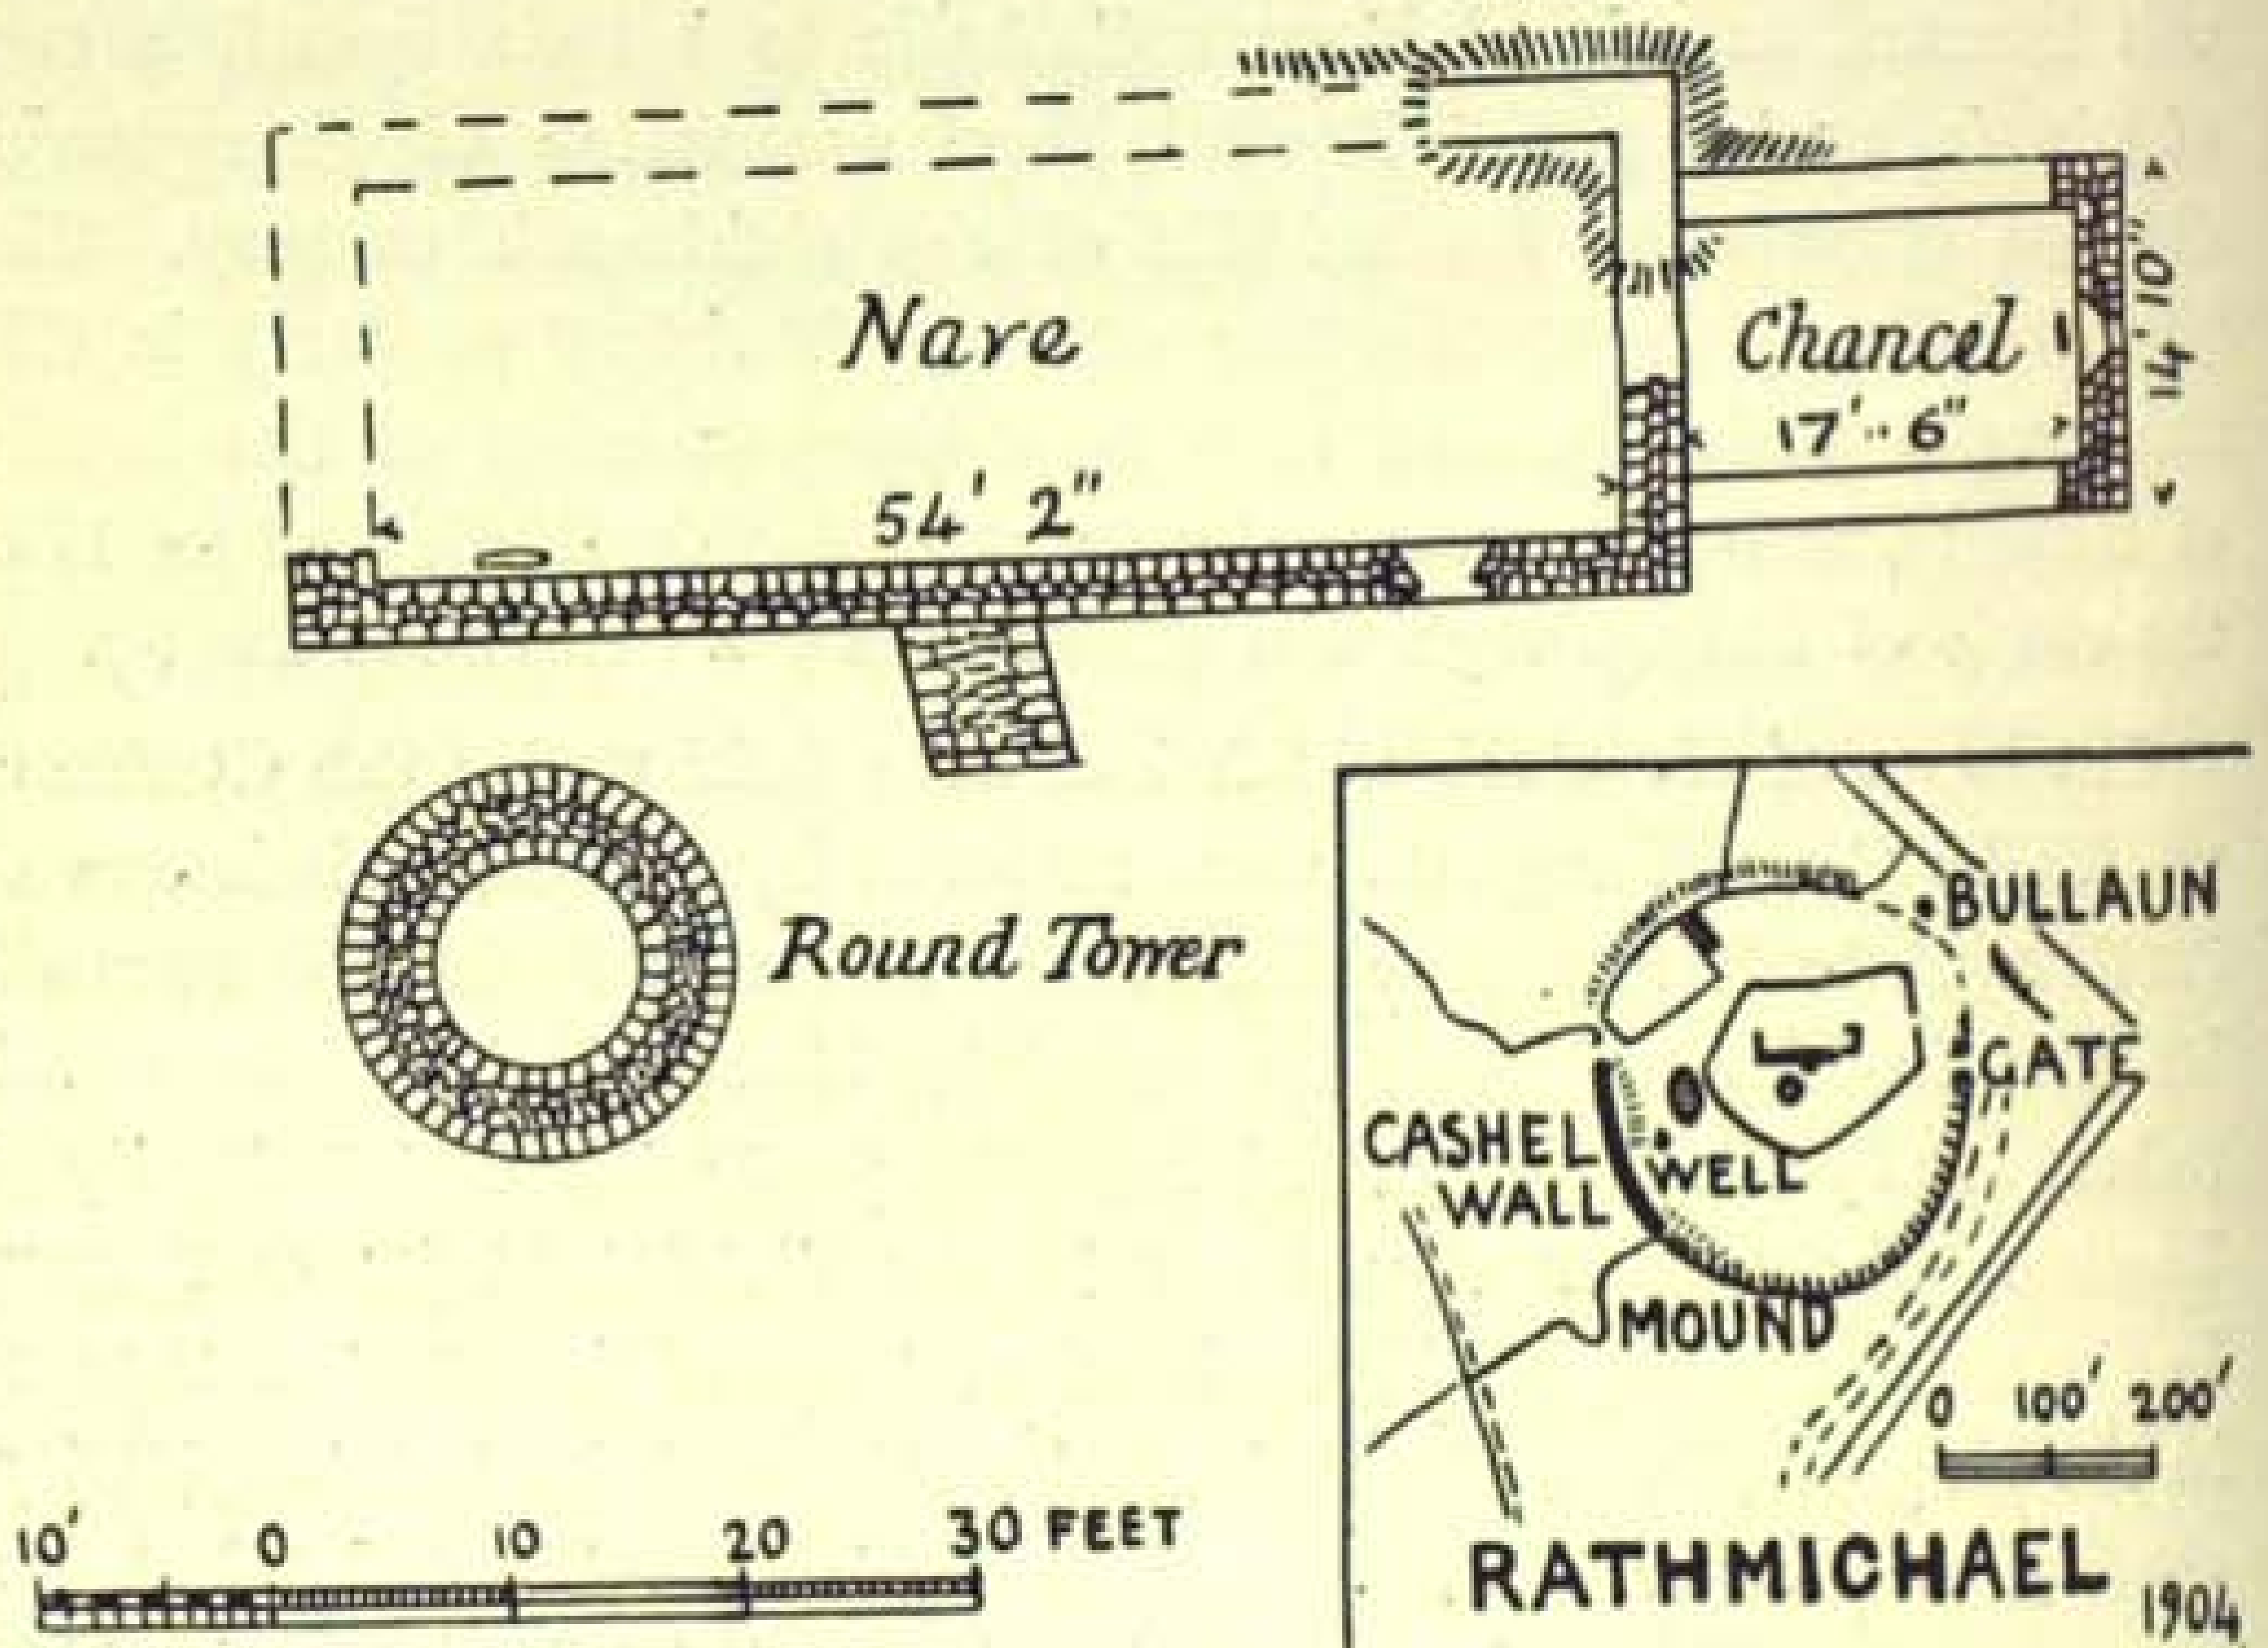 Nave
54' 2"
Chancel
17'·· 6"
14' 10"
Round Tower
10' 0 10 20 30 FEET
BULLAUN
GATE
CASHEL
WALL
WELL
MOUND
0 100' 200'
RATHMICHAEL
1904